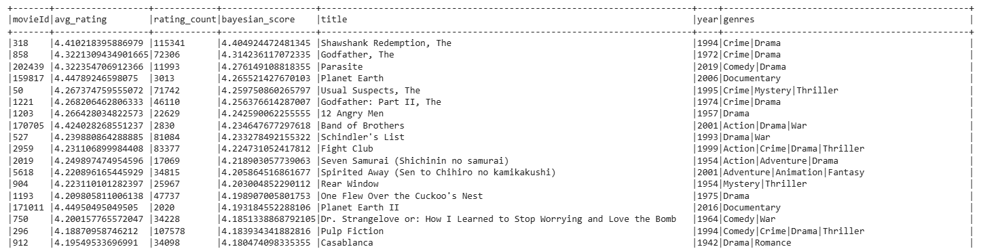 |movieId|avg_rating |rating_count|bayesian_score |title |year|genres |
|318 |4.410218395886979 |115341 |4.404924472481345 |Shawshank Redemption, The |1994|Crime|Drama |
|858 |4.3221309434901665|72306 |4.314236117072335 |Godfather, The |1972|Crime|Drama |
|202439 |4.322354706912366 |11993 |4.276149108818355 |Parasite |2019|Comedy|Drama |
|159817 |4.44789246598075 |3013 |4.265521427670103 |Planet Earth |2006|Documentary |
|50 |4.267374759555072 |71742 |4.259750860265797 |Usual Suspects, The |1995|Crime|Mystery|Thriller |
|1221 |4.268206462806333 |46110 |4.256376614287007 |Godfather: Part II, The |1974|Crime|Drama |
|1203 |4.266428034822573 |22629 |4.242590062255555 |12 Angry Men |1957|Drama |
|170705 |4.424028268551237 |2830 |4.234647677297618 |Band of Brothers |2001|Action|Drama|War |
|527 |4.239880864288885 |81084 |4.233278492155322 |Schindler's List |1993|Drama|War |
|2959 |4.231106899984408 |83377 |4.224731052417812 |Fight Club |1999|Action|Crime|Drama|Thriller |
|2019 |4.249897474954596 |17069 |4.218903057739063 |Seven Samurai (Shichinin no samurai) |1954|Action|Adventure|Drama |
|5618 |4.220896165445929 |34815 |4.205864516861677 |Spirited Away (Sen to Chihiro no kamikakushi) |2001|Adventure|Animation|Fantasy |
|904 |4.223110101282397 |25967 |4.203004852290112 |Rear Window |1954|Mystery|Thriller |
|1193 |4.209805811006138 |47737 |4.198907005801753 |One Flew Over the Cuckoo's Nest |1975|Drama |
|171011 |4.44950495049505 |2020 |4.193184552288106 |Planet Earth II |2016|Documentary |
|750 |4.200157765572047 |34228 |4.1851338868792105|Dr. Strangelove or: How I Learned to Stop Worrying and Love the Bomb |1964|Comedy|War |
|296 |4.18870958746212 |107578 |4.183934341882816 |Pulp Fiction |1994|Comedy|Crime|Drama|Thriller |
|912 |4.19549533696991 |34098 |4.180474098335355 |Casablanca |1942|Drama|Romance |